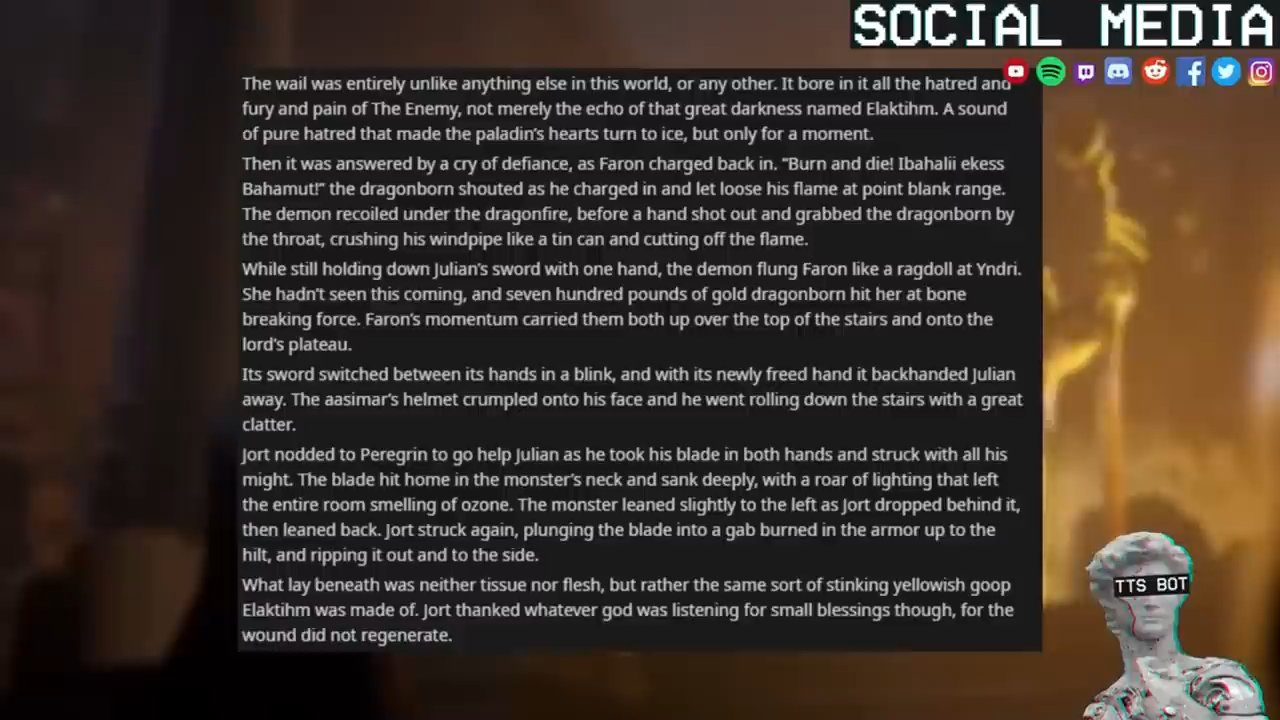 SOCIAL MEDIA
The wail was entirely unlike anything else in this world, or any other. It bore in it all the hatred and
fury and pain of The Enemy, not merely the echo of that great darkness named Elaktihm. A sound
of pure hatred that made the paladin's hearts turn to ice, but only for a moment.
Then it was answered by a cry of defiance, as Faron charged back in. "Burn and die! Ibahalii ekess
Bahamut!" the dragonborn shouted as he charged in and let loose his flame at point blank range.
The demon recoiled under the dragonfire, before a hand shot out and grabbed the dragonborn by
the throat, crushing his windpipe like a tin can and cutting off the flame.
While still holding down Julian's sword with one hand, the demon flung Faron like a ragdoll at Yndri.
She hadn't seen this coming, and seven hundred pounds of gold dragonborn hit her at bone
breaking force. Faron's momentum carried them both up over the top of the stairs and onto the
lord's plateau.
Its sword switched between its hands in a blink, and with its newly freed hand it backhanded Julian
away. The aasimar's helmet crumpled onto his face and he went rolling down the stairs with a great
clatter.
Jort nodded to Peregrin to go help Julian as he took his blade in both hands and struck with all his
might. The blade hit home in the monster's neck and sank deeply, with a roar of lighting that left
the entire room smelling of ozone. The monster leaned slightly to the left as Jort dropped behind it,
then leaned back. Jort struck again, plunging the blade into a gab burned in the armor up to the
hilt, and ripping it out and to the side.
What lay beneath was neither tissue nor flesh, but rather the same sort of stinking yellowish goop
Elaktihm was made of. Jort thanked whatever god was listening for small blessings though, for the
wound did not regenerate.
TTS BOT